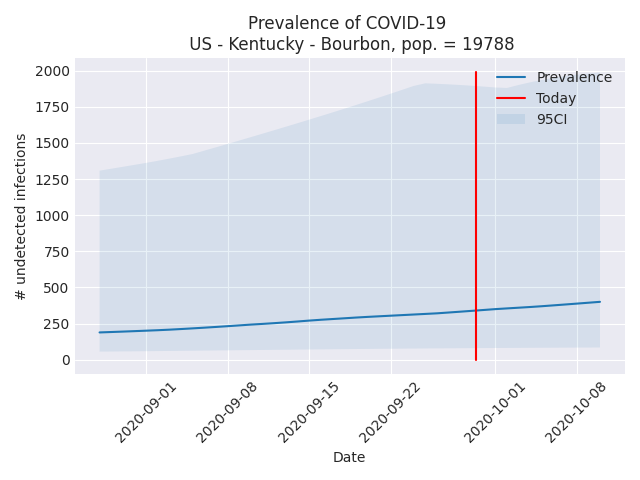 Prevalence of COVID-19
US - Kentucky - Bourbon, pop. = 19788
2000
1750
1500
1250
1000
750
500
250
0
# undetected infections
Prevalence
Today
95CI
2020-09-01
2020-09-08
2020-09-15
2020-09-22
2020-10-01
2020-10-08
Date